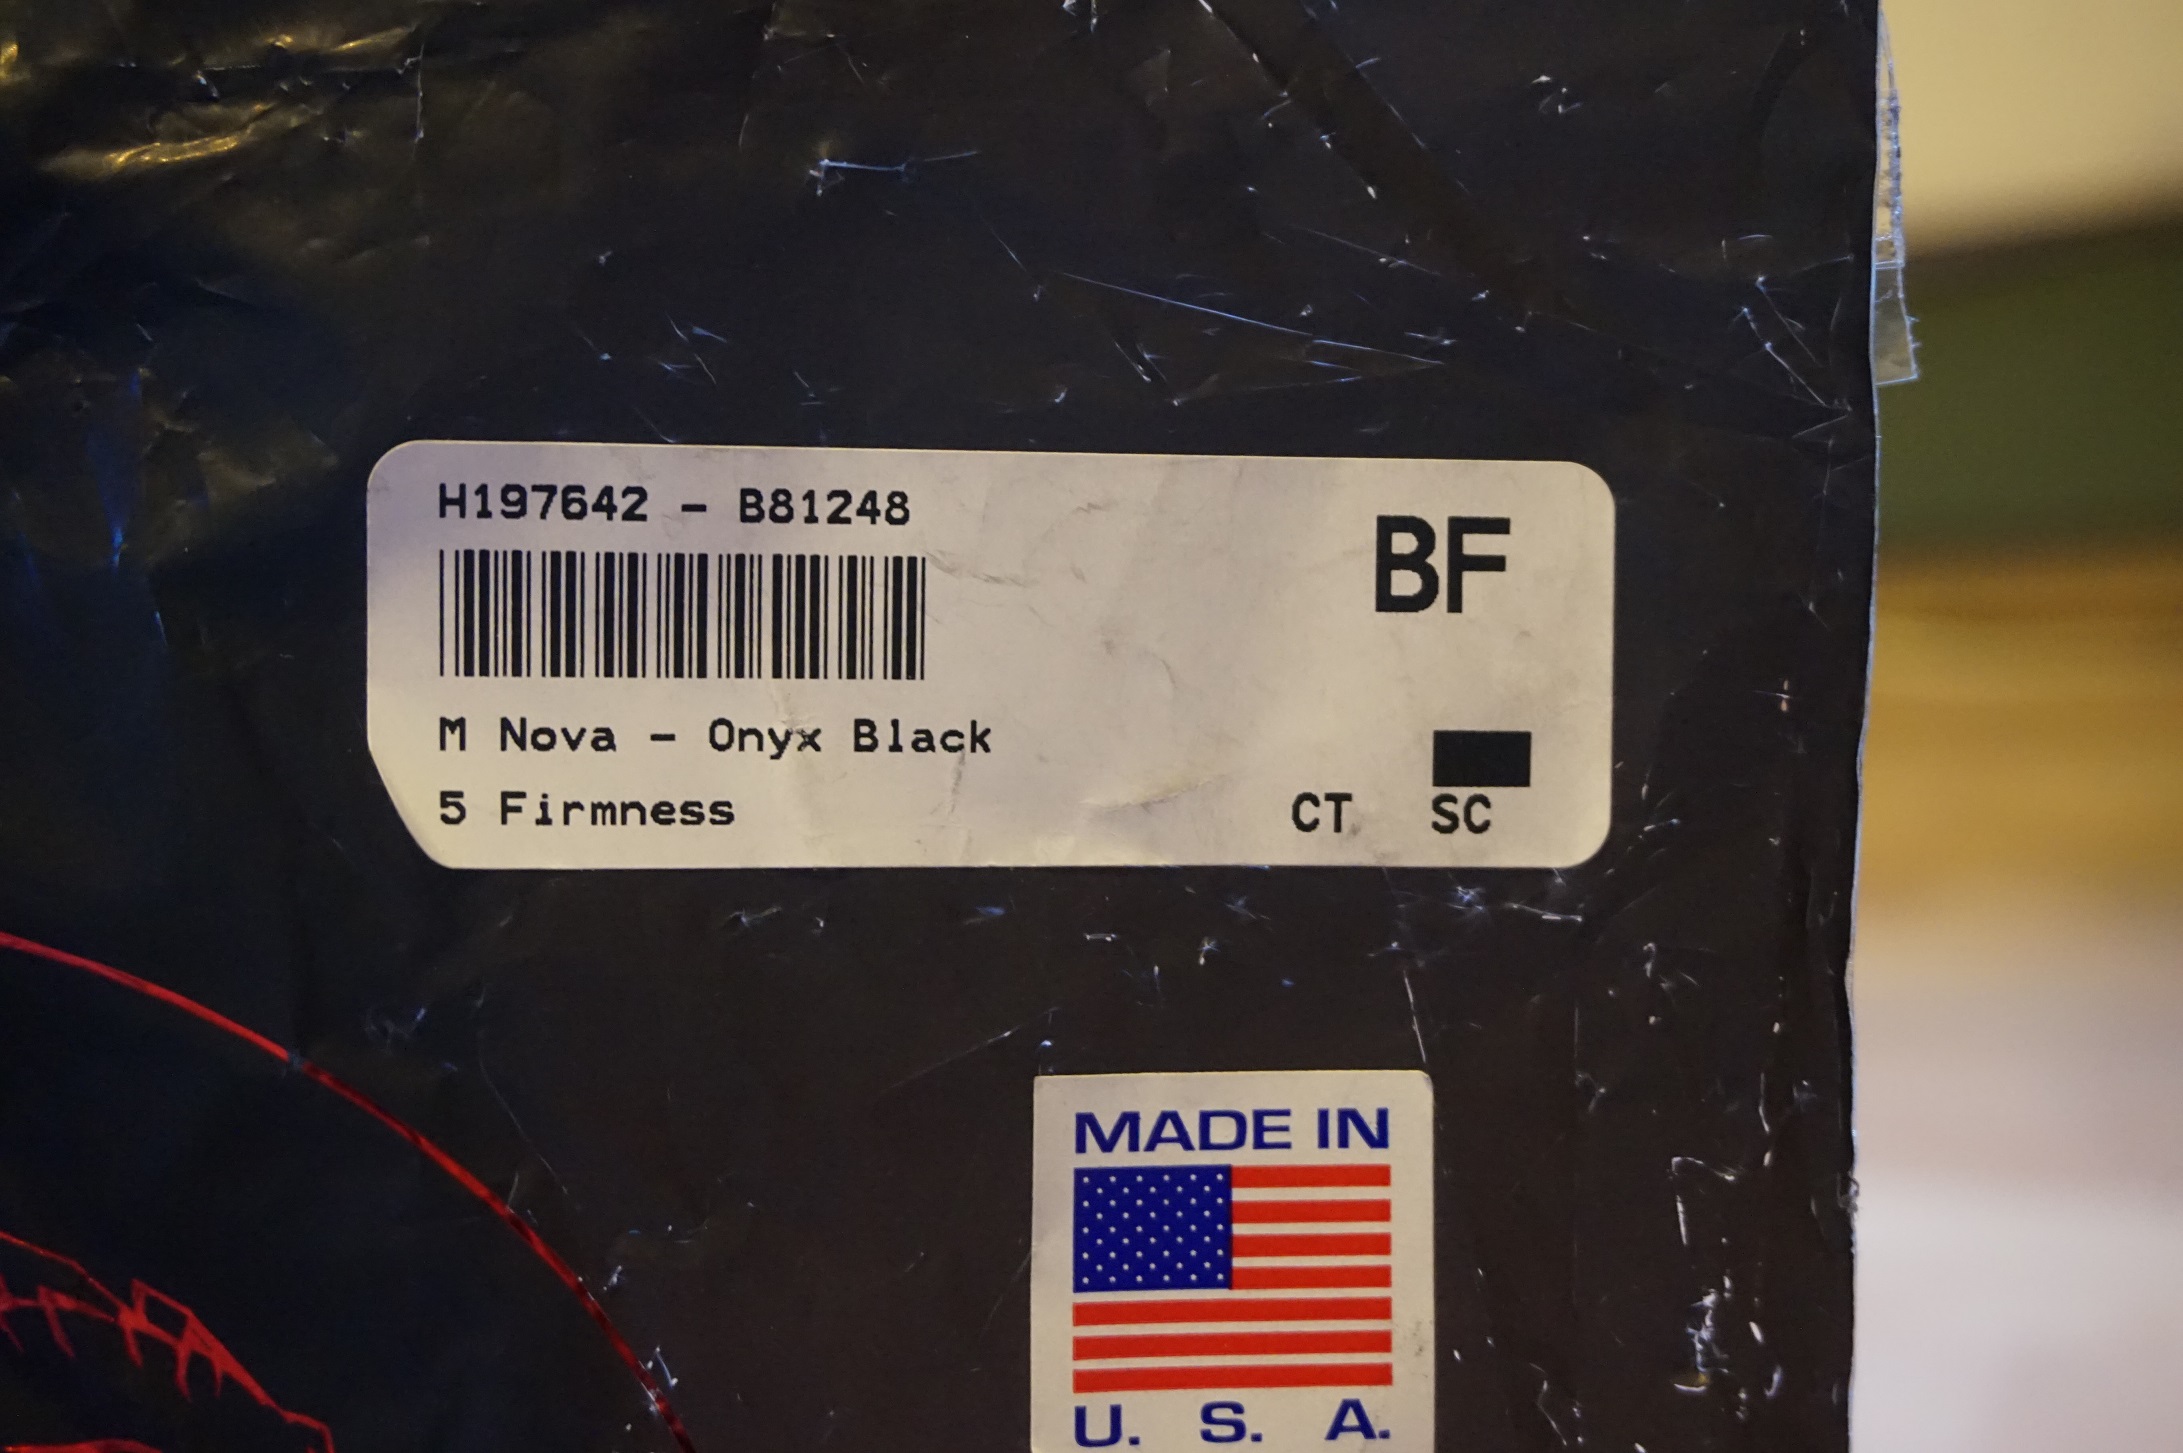 H197642 - B81248
BF
M Nova - Onyx Black
5 Firmness
CT SC
MADE IN
U. S. A.